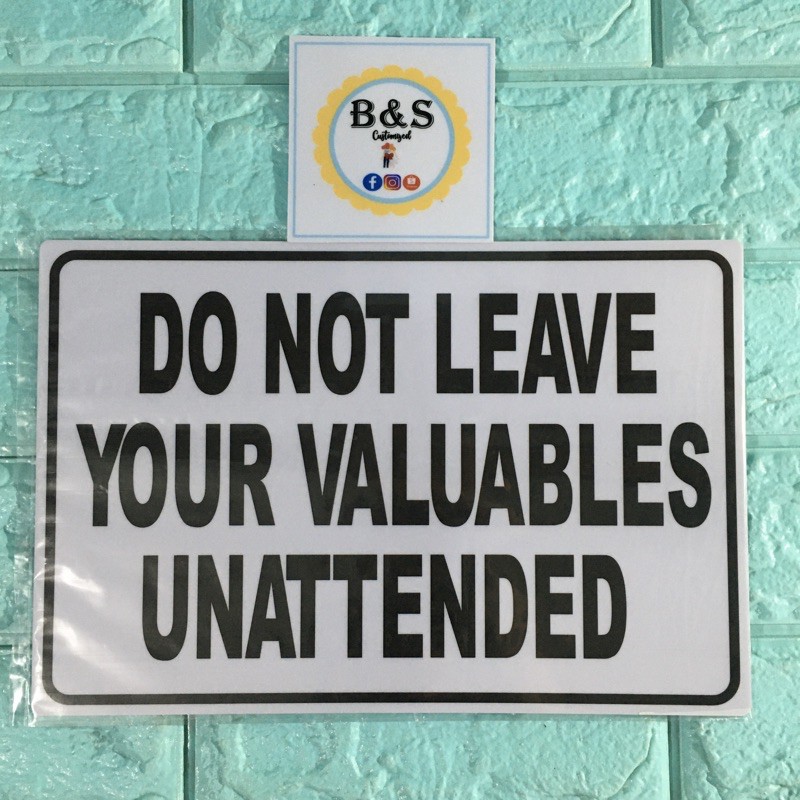 B&S
Customized
DO NOT LEAVE
YOUR VALUABLES
UNATTENDED